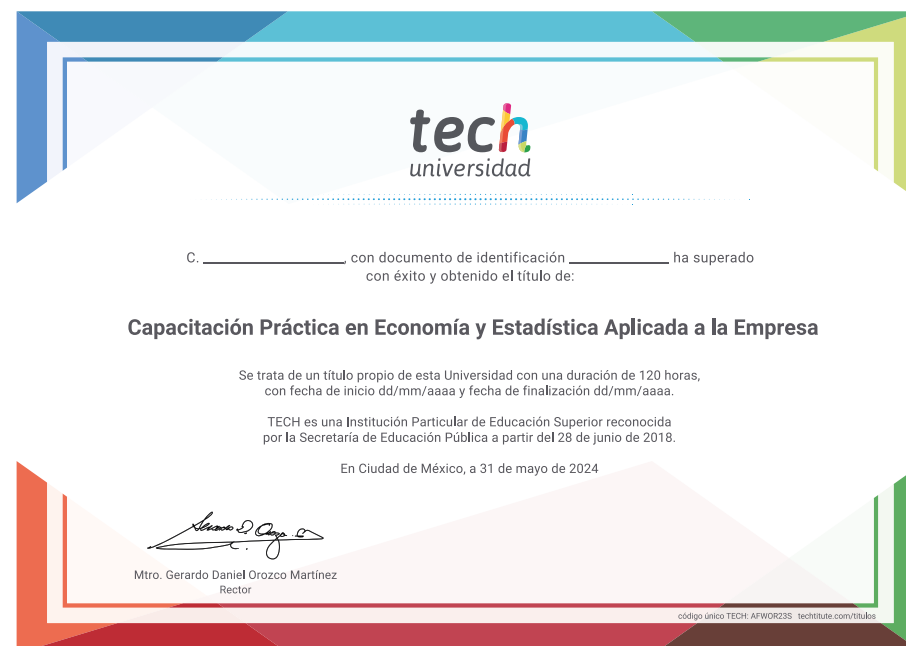 tech
universidad
C. ____________, con documento de identificación ____________ ha superado
con éxito y obtenido el título de:
Capacitación Práctica en Economía y Estadística Aplicada a la Empresa
Se trata de un título propio de esta Universidad con una duración de 120 horas,
con fecha de inicio dd/mm/aaaa y fecha de finalización dd/mm/aaaa.
TECH es una Institución Particular de Educación Superior reconocida
por la Secretaría de Educación Pública a partir del 28 de junio de 2018.
En Ciudad de México, a 31 de mayo de 2024
Mtro. Gerardo Daniel Orozco Martínez
Rector
código único TECH: AFWOR23S techtitute.com/titulos